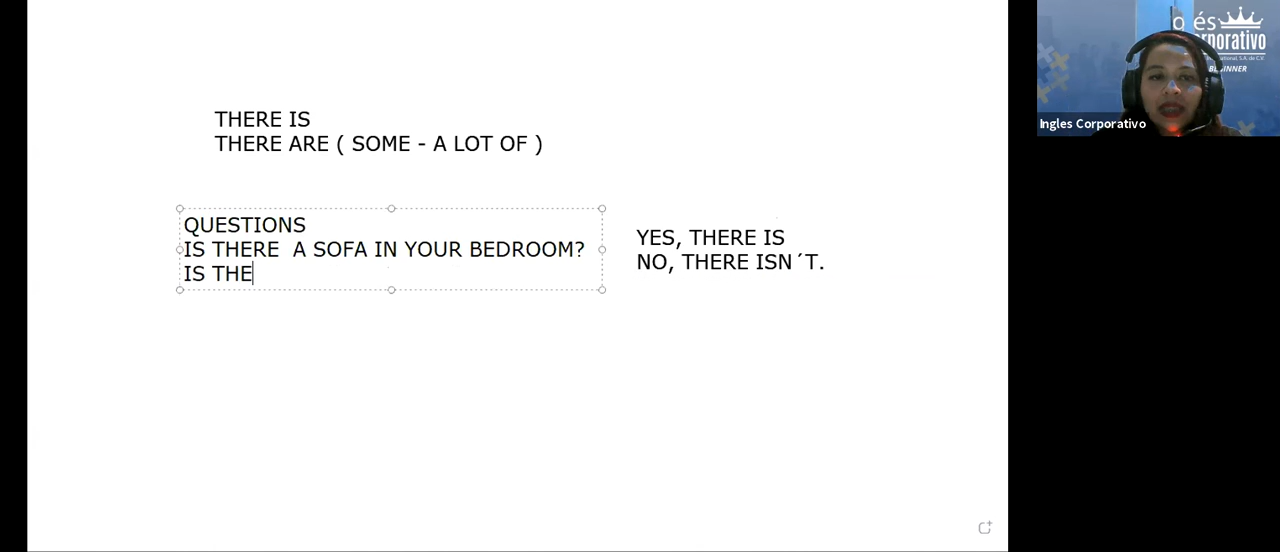 THERE IS
THERE ARE ( SOME - A LOT OF )
QUESTIONS
IS THERE A SOFA IN YOUR BEDROOM?
IS THE
YES, THERE IS
NO, THERE ISN´T.
Ingles Corporativo